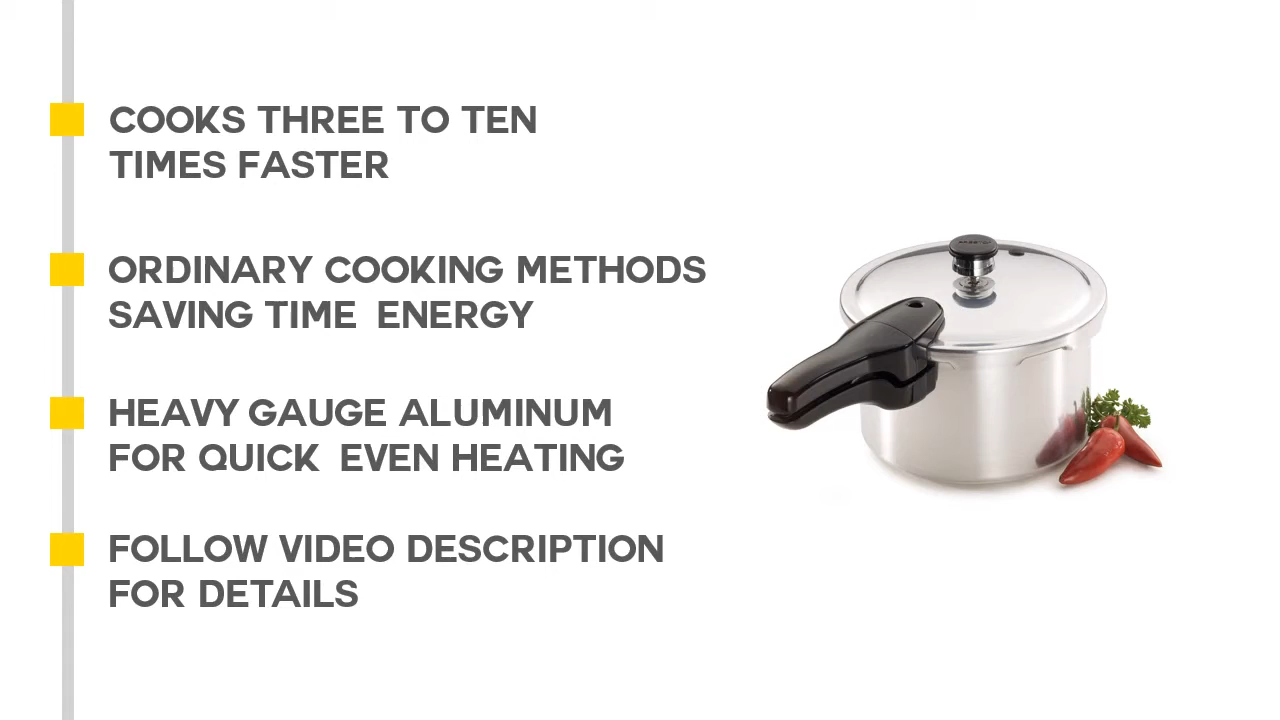 COOKS THREE TO TEN
TIMES FASTER
ORDINARY COOKING METHODS
SAVING TIME  ENERGY
HEAVY GAUGE ALUMINUM
FOR QUICK  EVEN HEATING
FOLLOW VIDEO DESCRIPTION
FOR DETAILS